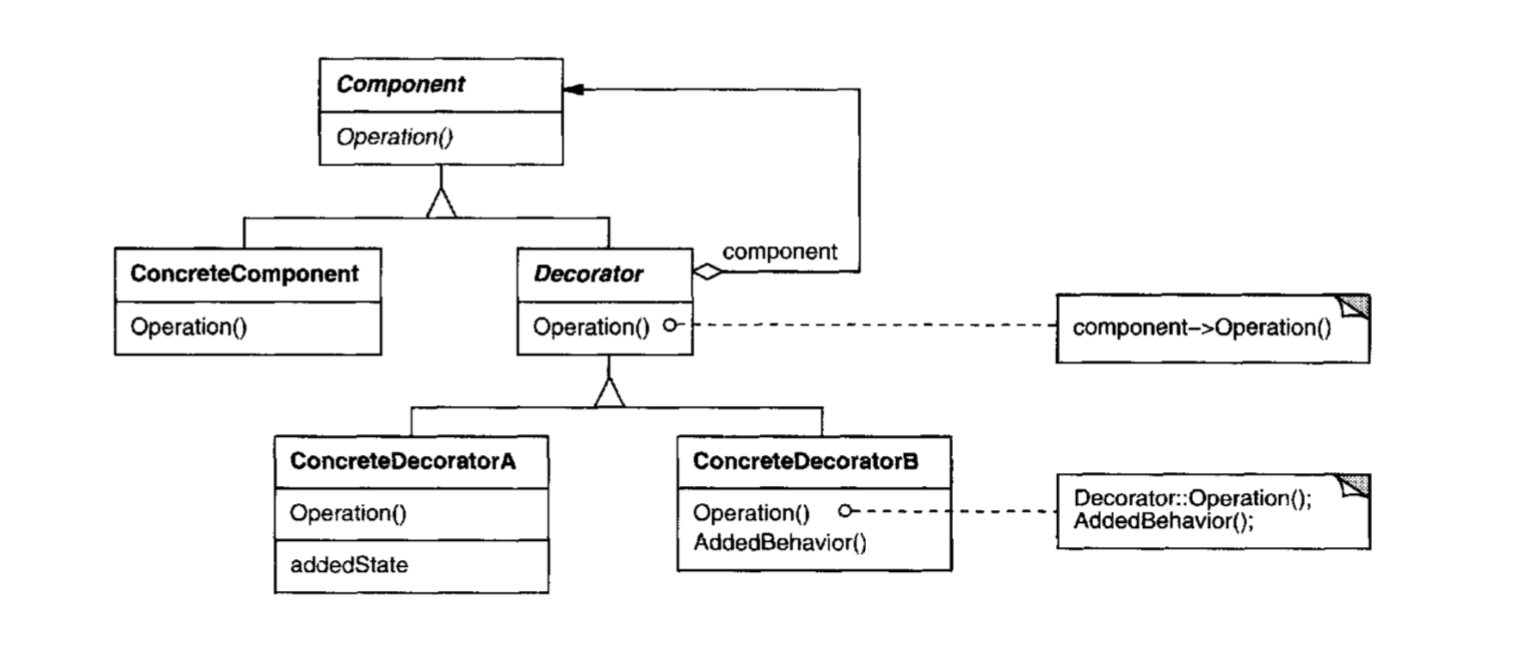 Component
Operation()
component
ConcreteComponent
Operation()
Decorator
Operation()
component->Operation()
ConcreteDecoratorA
Operation()
addedState
ConcreteDecoratorB
Operation()
AddedBehavior()
Decorator::Operation();
AddedBehavior();